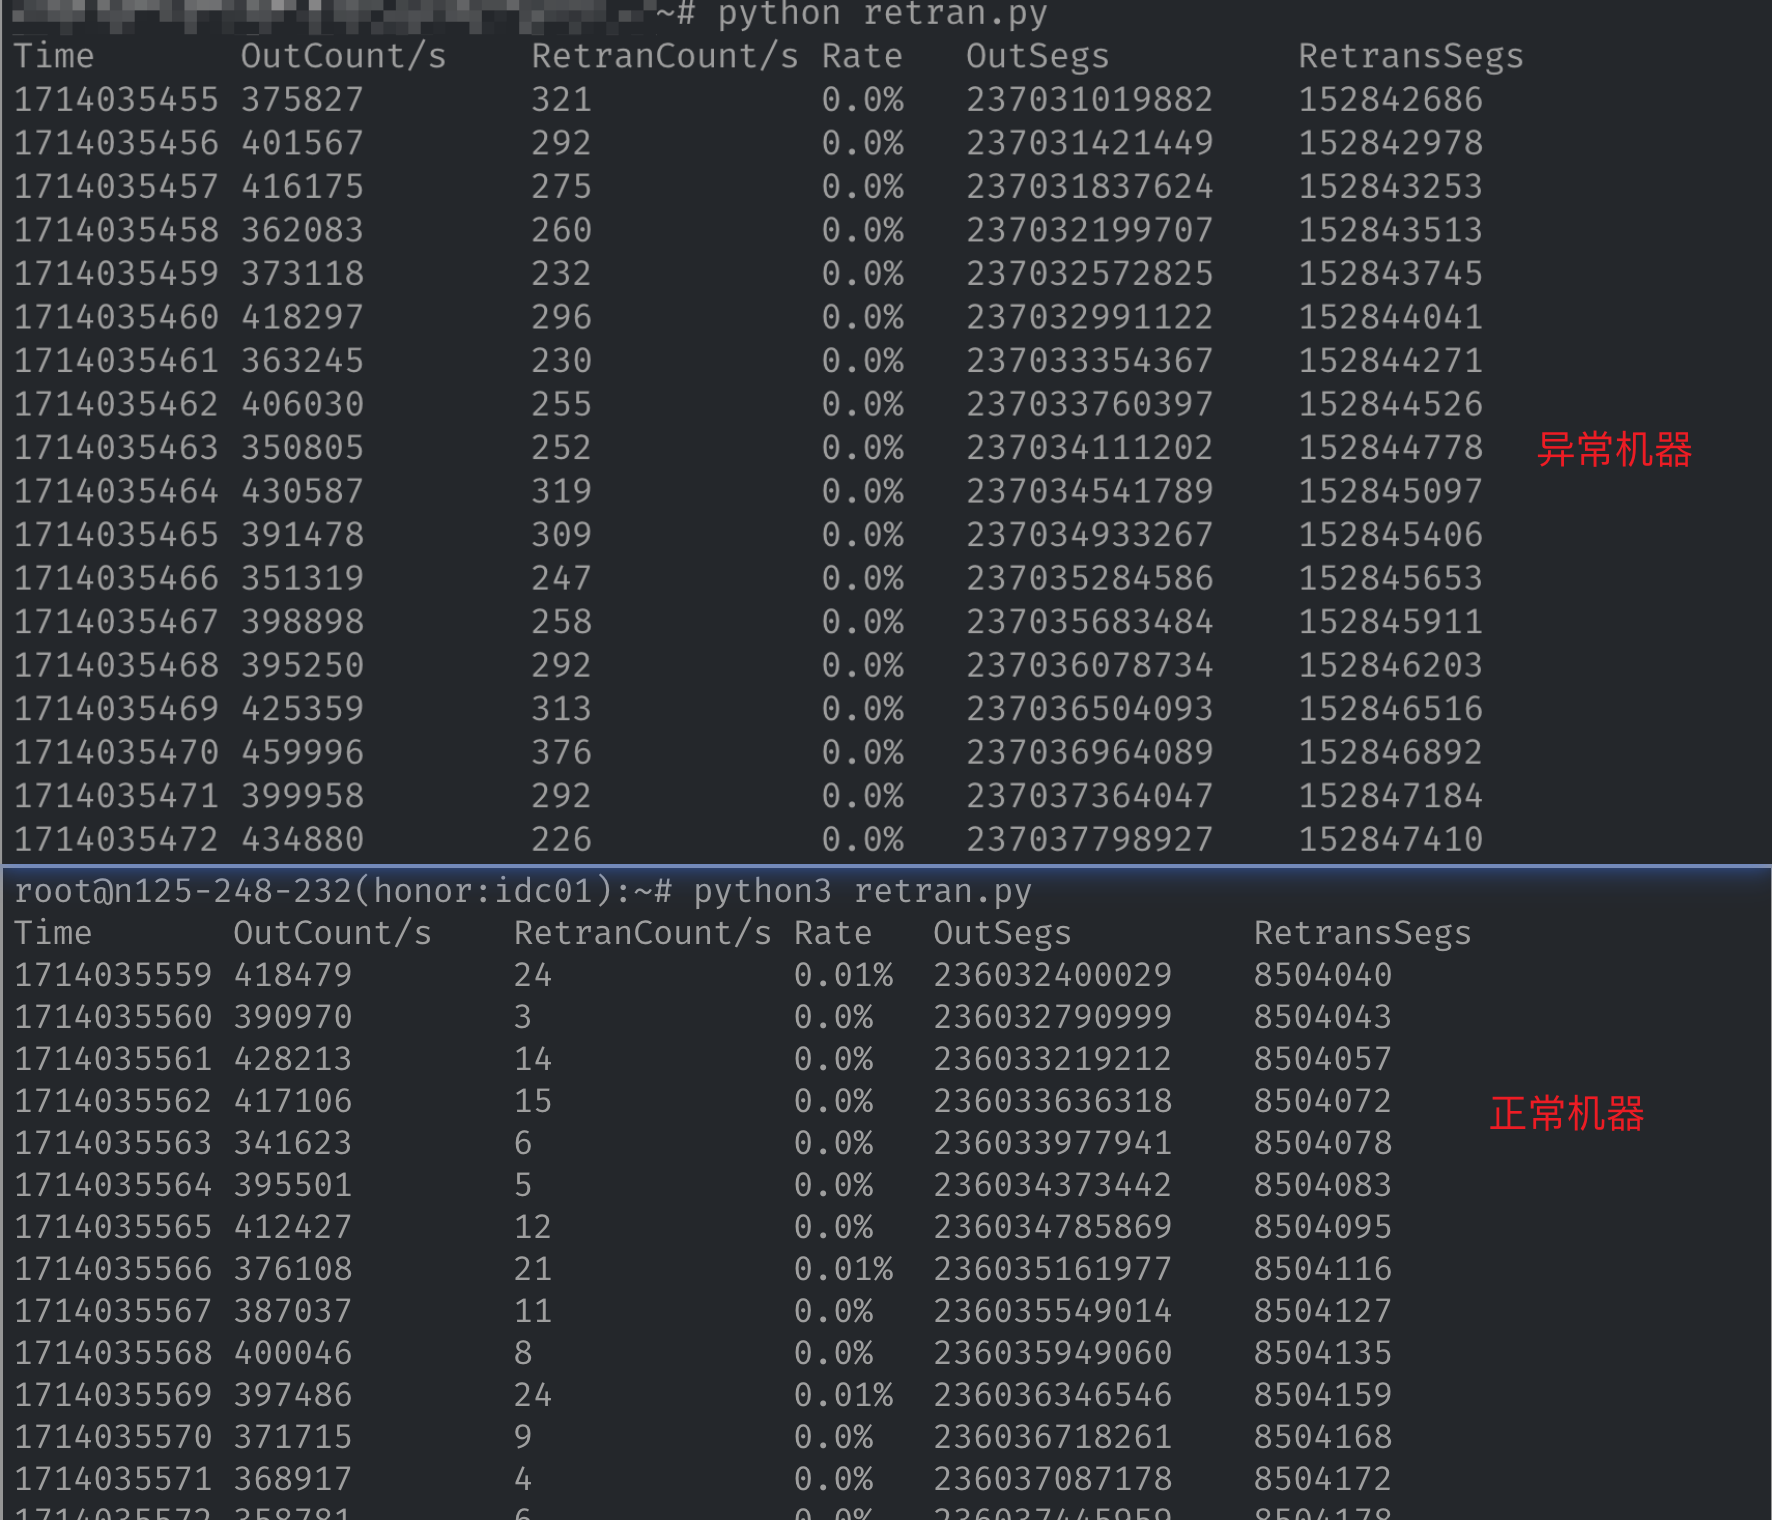 ~# python retran.py
Time OutCount/s RetranCount/s Rate OutSegs RetransSegs
1714035455 375827 321 0.0% 237031019882 152842686
1714035456 401567 292 0.0% 237031421449 152842978
1714035457 416175 275 0.0% 237031837624 152843253
1714035458 362083 260 0.0% 237032199707 152843513
1714035459 373118 232 0.0% 237032572825 152843745
1714035460 418297 296 0.0% 237032991122 152844041
1714035461 363245 230 0.0% 237033354367 152844271
1714035462 406030 255 0.0% 237033760397 152844526
1714035463 350805 252 0.0% 237034111202 152844778 异常机器
1714035464 430587 319 0.0% 237034541789 152845097
1714035465 391478 309 0.0% 237034933267 152845406
1714035466 351319 247 0.0% 237035284586 152845653
1714035467 398898 258 0.0% 237035683484 152845911
1714035468 395250 292 0.0% 237036078734 152846203
1714035469 425359 313 0.0% 237036504093 152846516
1714035470 459996 376 0.0% 237036964089 152846892
1714035471 399958 292 0.0% 237037364047 152847184
1714035472 434880 226 0.0% 237037798927 152847410
root@n125-248-232(honor:idc01):~# python3 retran.py
Time OutCount/s RetranCount/s Rate OutSegs RetransSegs
1714035559 418479 24 0.01% 236032400029 8504040
1714035560 390970 3 0.0% 236032790999 8504043
1714035561 428213 14 0.0% 236033219212 8504057
1714035562 417106 15 0.0% 236033636318 8504072 正常机器
1714035563 341623 6 0.0% 236033977941 8504078
1714035564 395501 5 0.0% 236034373442 8504083
1714035565 412427 12 0.0% 236034785869 8504095
1714035566 376108 21 0.01% 236035161977 8504116
1714035567 387037 11 0.0% 236035549014 8504127
1714035568 400046 8 0.0% 236035949060 8504135
1714035569 397486 24 0.01% 236036346546 8504159
1714035570 371715 9 0.0% 236036718261 8504168
1714035571 368917 4 0.0% 236037087178 8504172
1714035572 358781 6 0.0% 236037445959 8504178